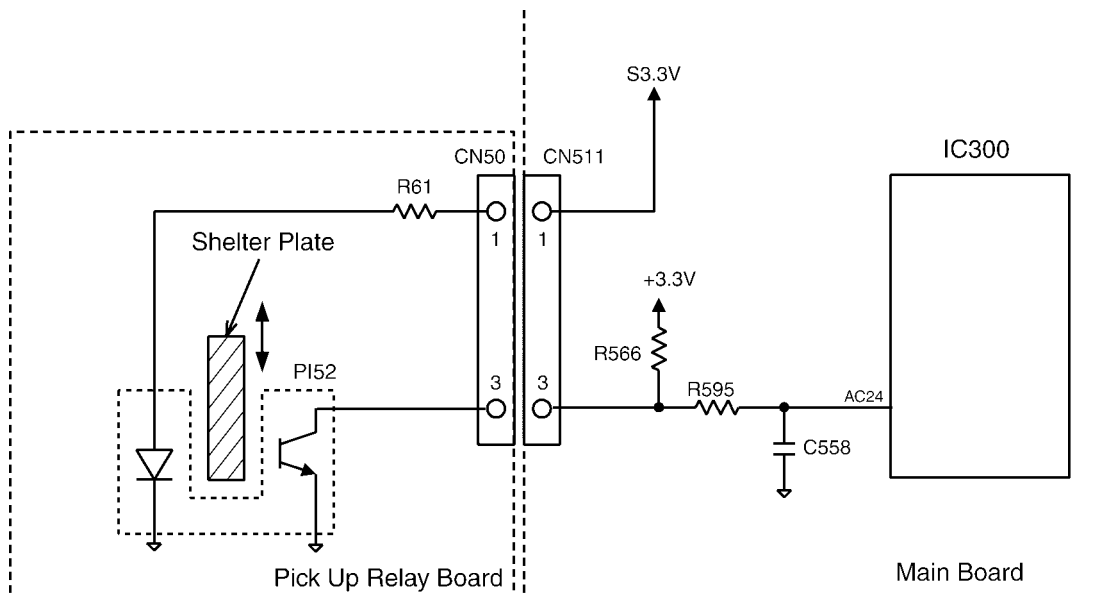 S3.3V
CN50
CN511
IC300
R61
1
1
Shelter Plate
+3.3V
R566
PI52
3
3
R595
AC24
C558
Pick Up Relay Board
Main Board